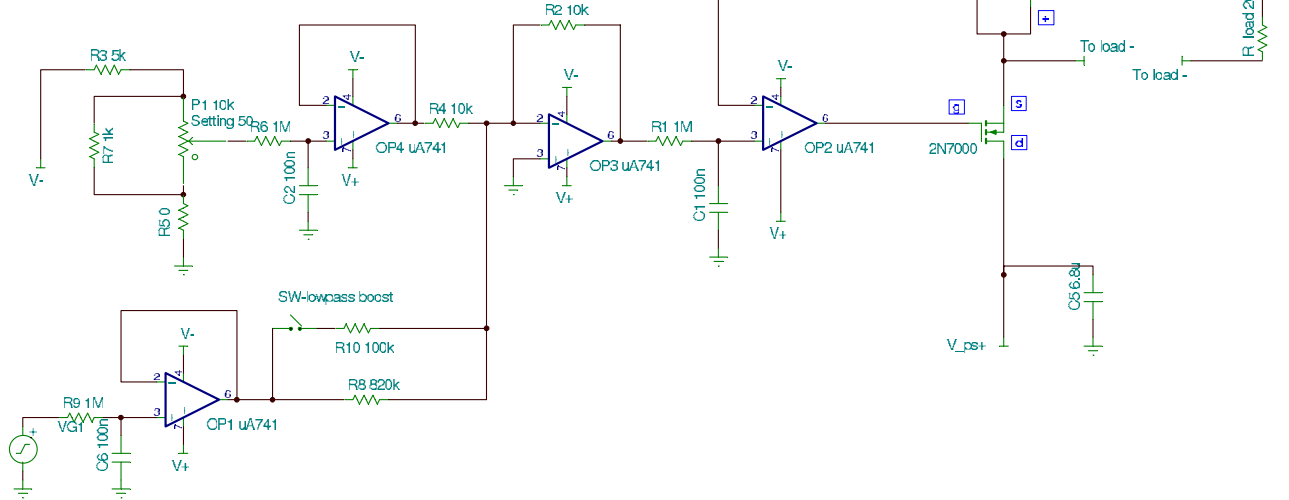 R2 10k
+
R load 2
To load -
To load -
R3 5k
V-
V-
P1 10k
Setting 50
R7 1k
R6 1M
2
4
6
3
7
R4 10k
OP4 uA741
V+
C2 100n
2
4
6
3
7
OP3 uA741
V+
R1 1M
C1 100n
V-
2
4
6
3
7
OP2 uA741
V+
g
s
d
2N7000
V-
R5 0
C5 6.8u
V_ps+
SW-lowpass boost
R10 100k
V-
2
4
6
3
7
R8 820k
R9 1M
VG1
+
C6 100n
OP1 uA741
V+